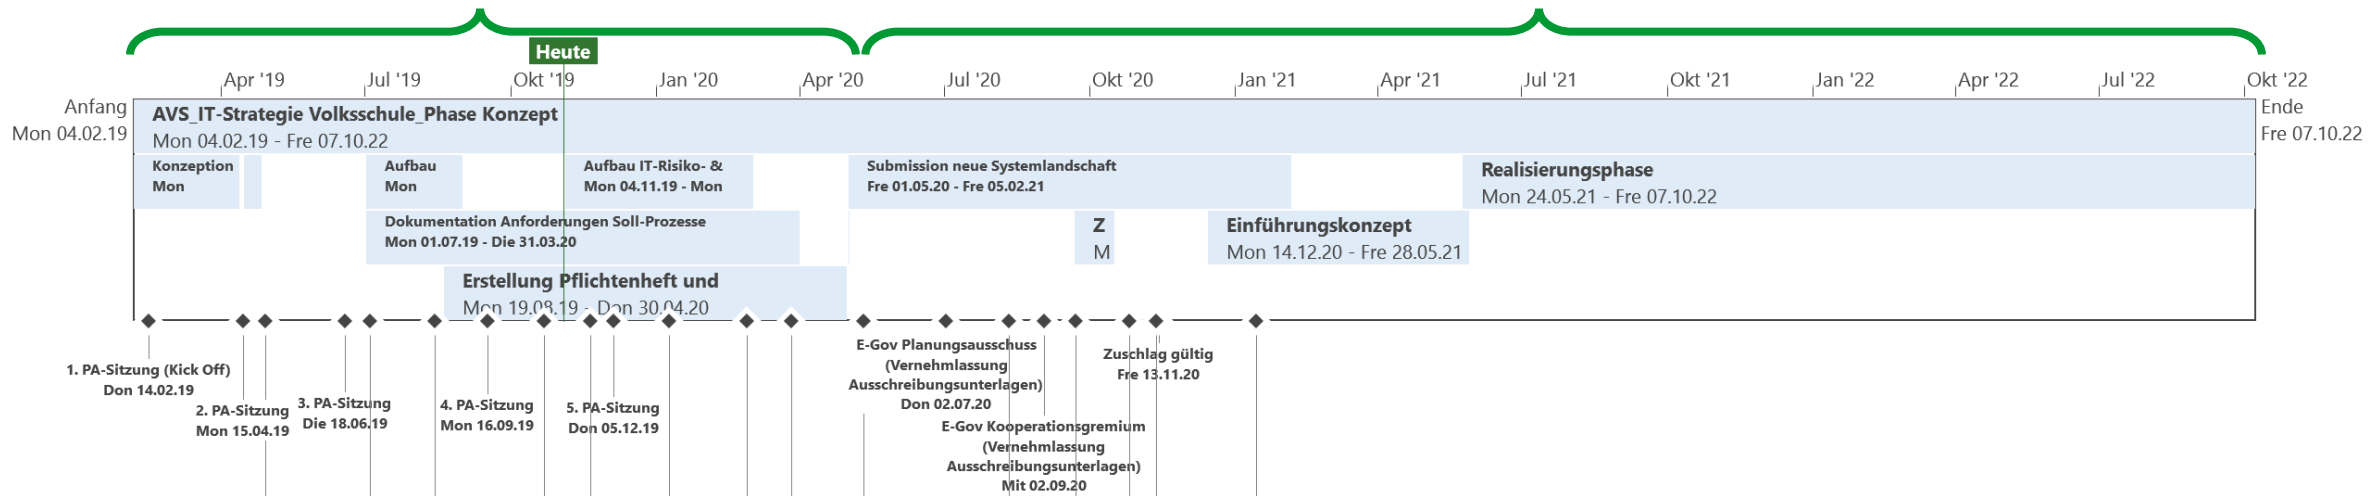 Heute
Apr '19
Jul '19
Okt '19
Jan '20
Apr '20
Jul '20
Okt '20
Jan '21
Apr '21
Jul '21
Okt '21
Jan '22
Apr '22
Jul '22
Okt '22
Anfang
Mon 04.02.19
AVS_IT-Strategie Volksschule_Phase Konzept
Mon 04.02.19 - Fre 07.10.22
Ende
Fre 07.10.22
Konzeption
Mon
Aufbau
Mon
Aufbau IT-Risiko- &
Mon 04.11.19 - Mon
Submission neue Systemlandschaft
Fre 01.05.20 - Fre 05.02.21
Realisierungsphase
Mon 24.05.21 - Fre 07.10.22
Dokumentation Anforderungen Soll-Prozesse
Mon 01.07.19 - Die 31.03.20
Z
M
Einführungskonzept
Mon 14.12.20 - Fre 28.05.21
Erstellung Pflichtenheft und
Mon 19.08.19 - Don 30.04.20
1. PA-Sitzung (Kick Off)
Don 14.02.19
2. PA-Sitzung
Mon 15.04.19
3. PA-Sitzung
Die 18.06.19
4. PA-Sitzung
Mon 16.09.19
5. PA-Sitzung
Don 05.12.19
E-Gov Planungsausschuss
(Vernehmlassung
Ausschreibungsunterlagen)
Don 02.07.20
E-Gov Kooperationsgremium
(Vernehmlassung
Ausschreibungsunterlagen)
Mit 02.09.20
Zuschlag gültig
Fre 13.11.20